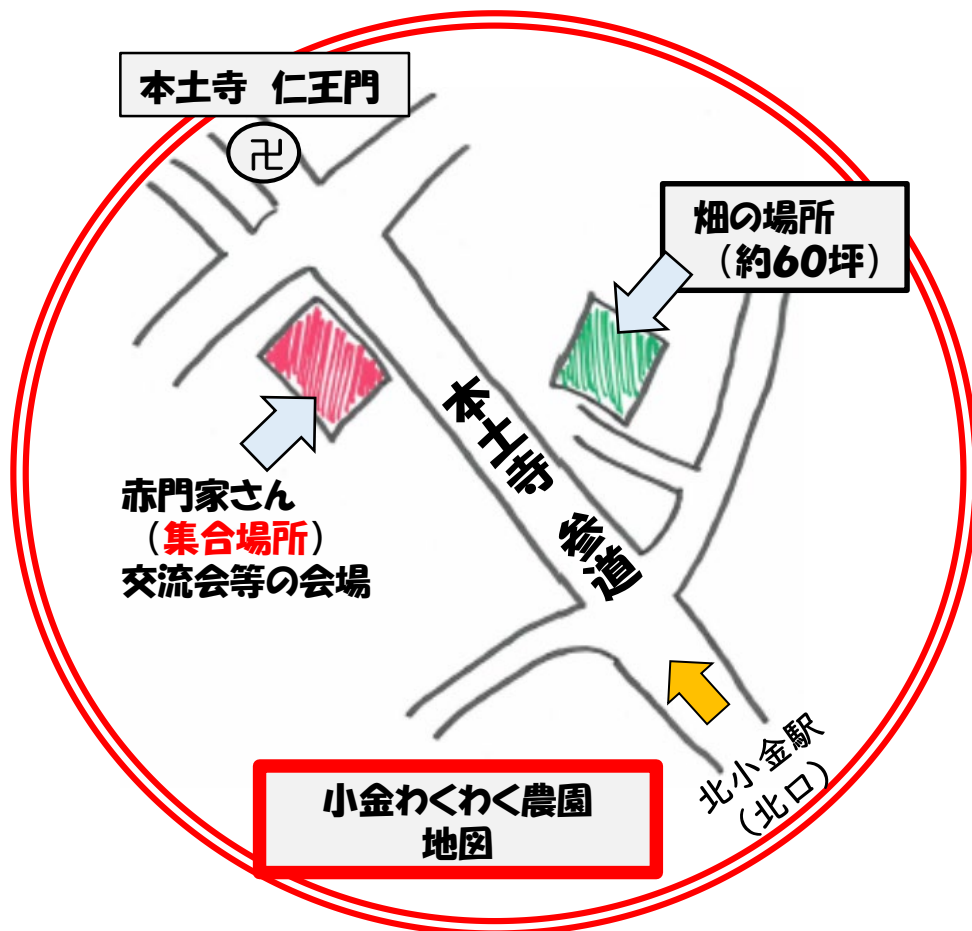 本土寺 仁王門
卍
畑の場所
（約60坪）
本土寺 参道
赤門家さん
（集合場所）
交流会等の会場
北小金駅
（北口）
小金わくわく農園
地図